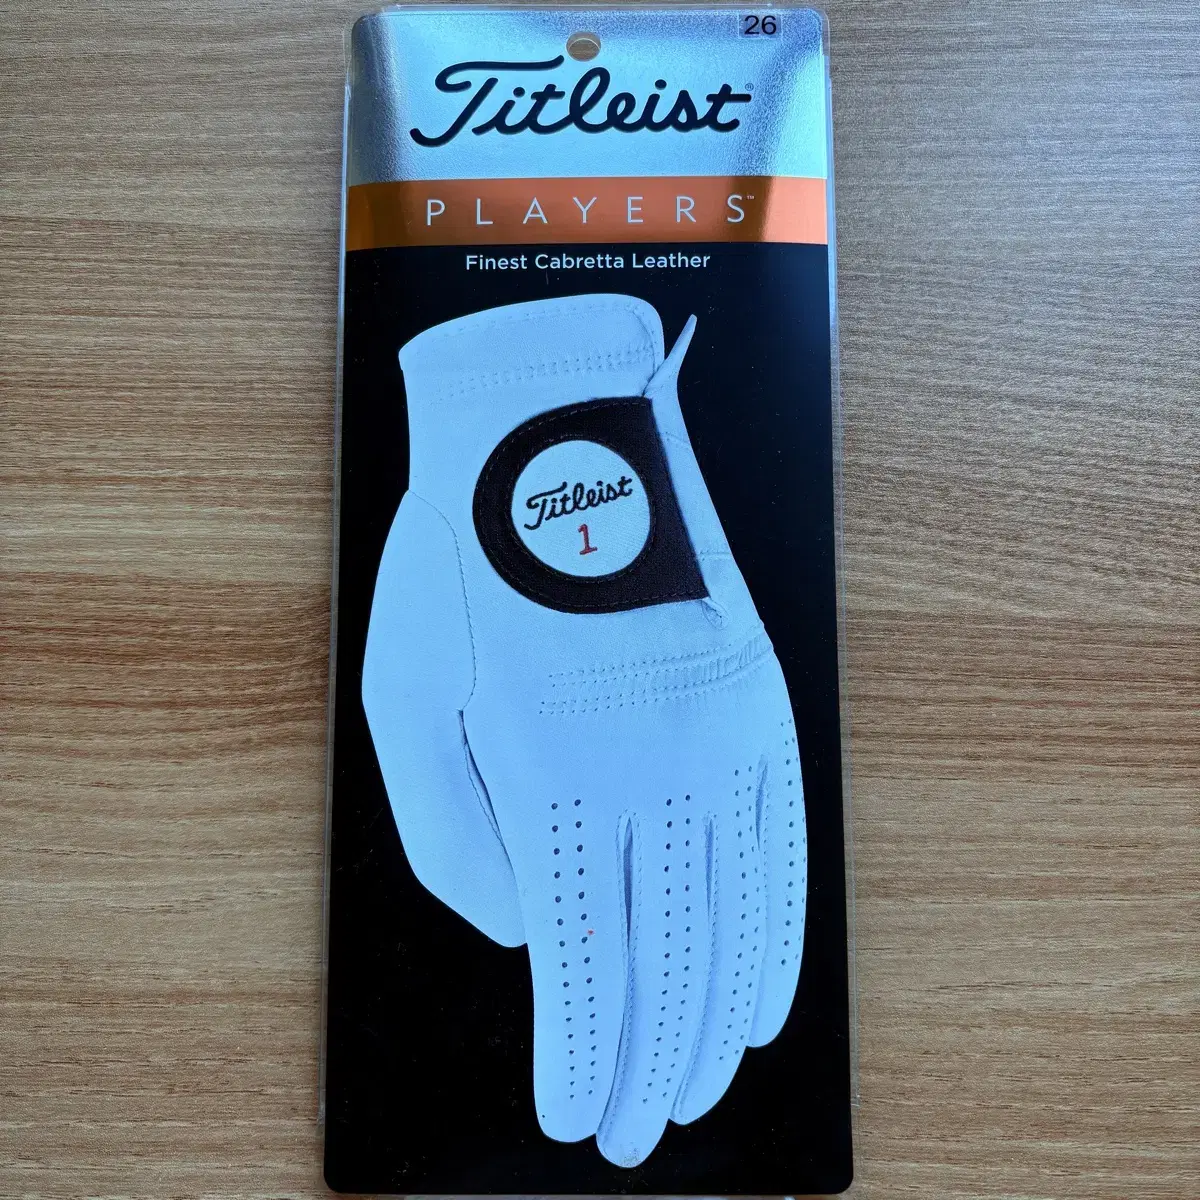 26
Titleist®
PLAYERS™
Finest Cabretta Leather
Titleist
1